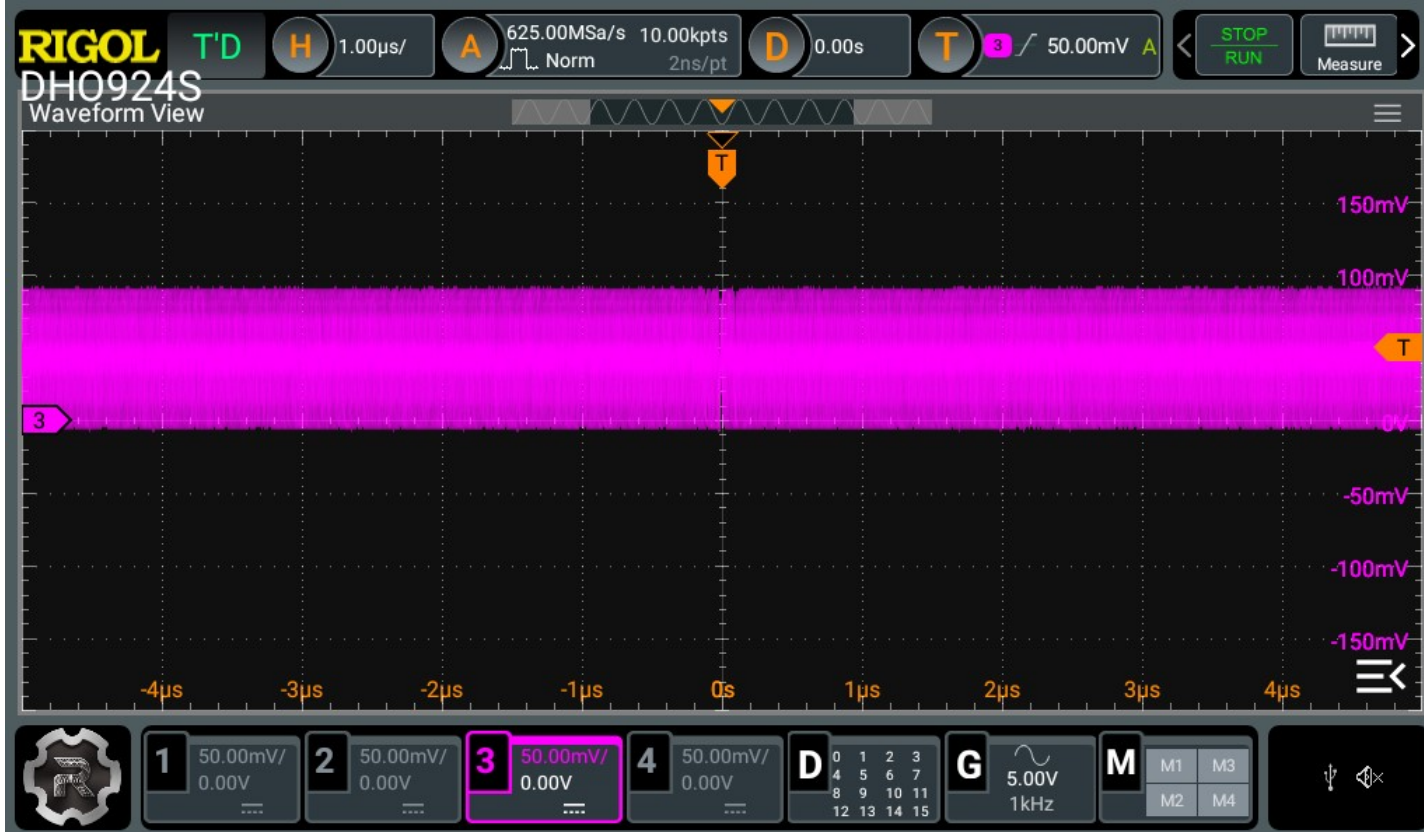 RIGOL T'D H 1.00µs/ A 625.00MSa/s 10.00kpts D 0.00s T 3 50.00mV A < STOP >
Norm 2ns/pt RUN Measure
DHO924S
Waveform View
T
150mV
100mV
T
3 0V
-50mV
-100mV
-150mV
-4µs -3µs -2µs -1µs 0s 1µs 2µs 3µs 4µs
R 1 50.00mV/ 2 50.00mV/ 3 50.00mV/ 4 50.00mV/ D 0 1 2 3 G 5.00V M M1 M3
0.00V 0.00V 0.00V 0.00V 4 5 6 7 1kHz M2 M4
8 9 10 11
12 13 14 15